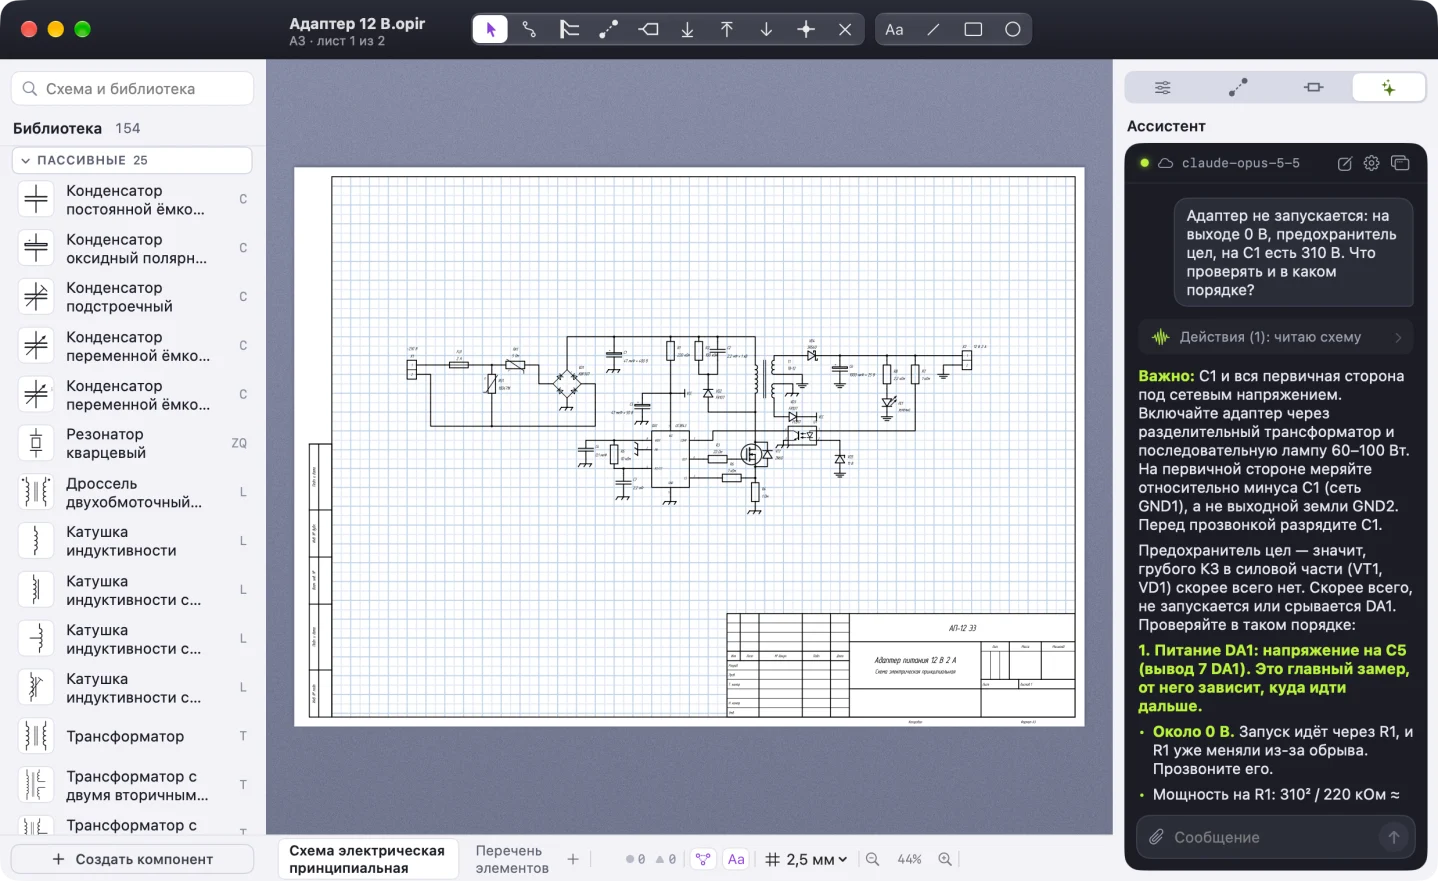 Адаптер 12 В.opir
А3 · лист 1 из 2
Aa
Схема и библиотека
Библиотека 154
ПАССИВНЫЕ 25
Конденсатор
постоянной ёмко...
C
Конденсатор
оксидный полярн...
C
Конденсатор
подстроечный
C
Конденсатор
переменной ёмко...
C
Конденсатор
переменной ёмко...
C
Резонатор
кварцевый
ZQ
Дроссель
двухобмоточный...
L
Катушка
индуктивности
L
Катушка
индуктивности с...
L
Катушка
индуктивности с...
L
Катушка
индуктивности с...
L
Трансформатор
T
Трансформатор с
двумя вторичным...
T
Трансформатор с
Создать компонент
АП-12 ЭЗ
Адаптер питания 12 В 2 А
Схема электрическая принципиальная
Схема электрическая
принципиальная
Перечень
элементов
0
0
Aa
2,5 мм
44%
Ассистент
claude-opus-5-5
Адаптер не запускается: на
выходе 0 В, предохранитель
цел, на C1 есть 310 В. Что
проверять и в каком
порядке?
Действия (1): читаю схему
Важно: C1 и вся первичная сторона
под сетевым напряжением.
Включайте адаптер через
разделительный трансформатор и
последовательную лампу 60–100 Вт.
На первичной стороне меряйте
относительно минуса C1 (сеть
GND1), а не выходной земли GND2.
Перед прозвонкой разрядите C1.
Предохранитель цел — значит,
грубого КЗ в силовой части (VT1,
VD1) скорее всего нет. Скорее всего,
не запускается или срывается DA1.
Проверяйте в таком порядке:
1. Питание DA1: напряжение на C5
(вывод 7 DA1). Это главный замер,
от него зависит, куда идти
дальше.
• Около 0 В. Запуск идёт через R1, и
R1 уже меняли из-за обрыва.
Прозвоните его.
• Мощность на R1: 310² / 220 кОм ≈
Сообщение